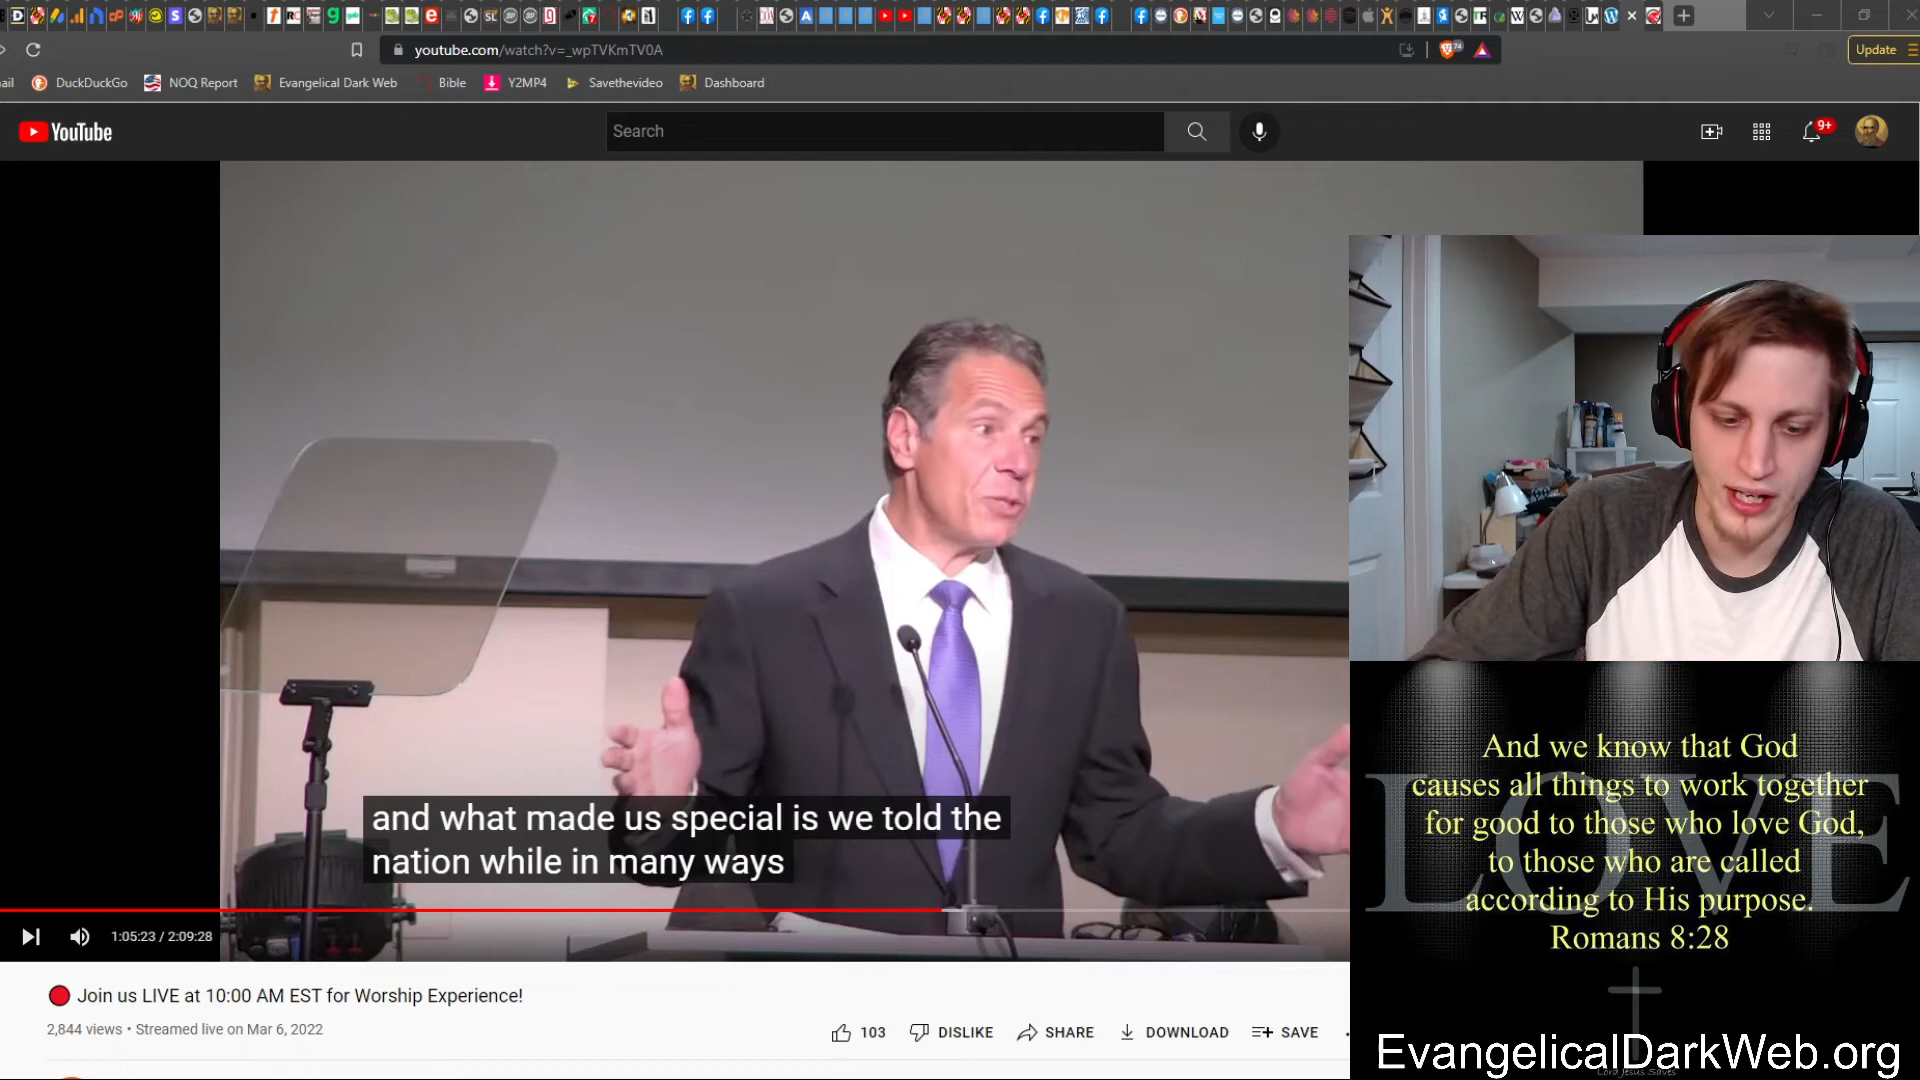 youtube.com/watch?v=_wpTVKmTV0A
74
Update
ail
DuckDuckGo
NOQ Report
Evangelical Dark Web
Bible
Y2MP4
Savethevideo
Dashboard
YouTube
Search
9+
and what made us special is we told the
nation while in many ways
1:05:23 / 2:09:28
Join us LIVE at 10:00 AM EST for Worship Experience!
2,844 views • Streamed live on Mar 6, 2022
103
DISLIKE
SHARE
DOWNLOAD
SAVE
LOVE
And we know that God
causes all things to work together
for good to those who love God,
to those who are called
according to His purpose.
Romans 8:28
EvangelicalDarkWeb.org
Lord Jesus Saves